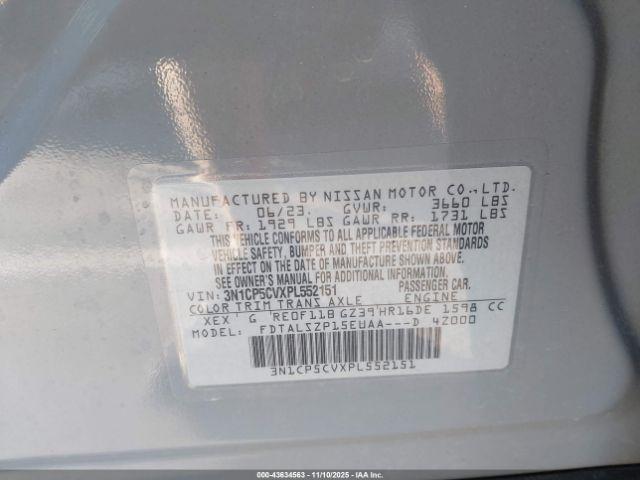 MANUFACTURED BY NISSAN MOTOR CO.,LTD.
DATE: 06/23. GVWR: 3660 LBS
GAWR FR: 1929 LBS GAWR RR: 1731 LBS
THIS VEHICLE CONFORMS TO ALL APPLICABLE FEDERAL MOTOR
VEHICLE SAFETY, BUMPER AND THEFT PREVENTION STANDARDS
IN EFFECT ON THE DATE OF MANUFACTURE SHOWN ABOVE.
SEE OWNER'S MANUAL FOR ADDITIONAL INFORMATION.
VIN: 3N1CP5CVXPL552151 PASSENGER CAR.
COLOR TRIM TRANS AXLE ENGINE
XEX G RE0F11B GZ39 HR16DE 1598 CC
MODEL: FDTALSZP15EUAA---D 4Z000
3N1CP5CVXPL552151
000-43634563 — 11/10/2025 — IAAI.CA